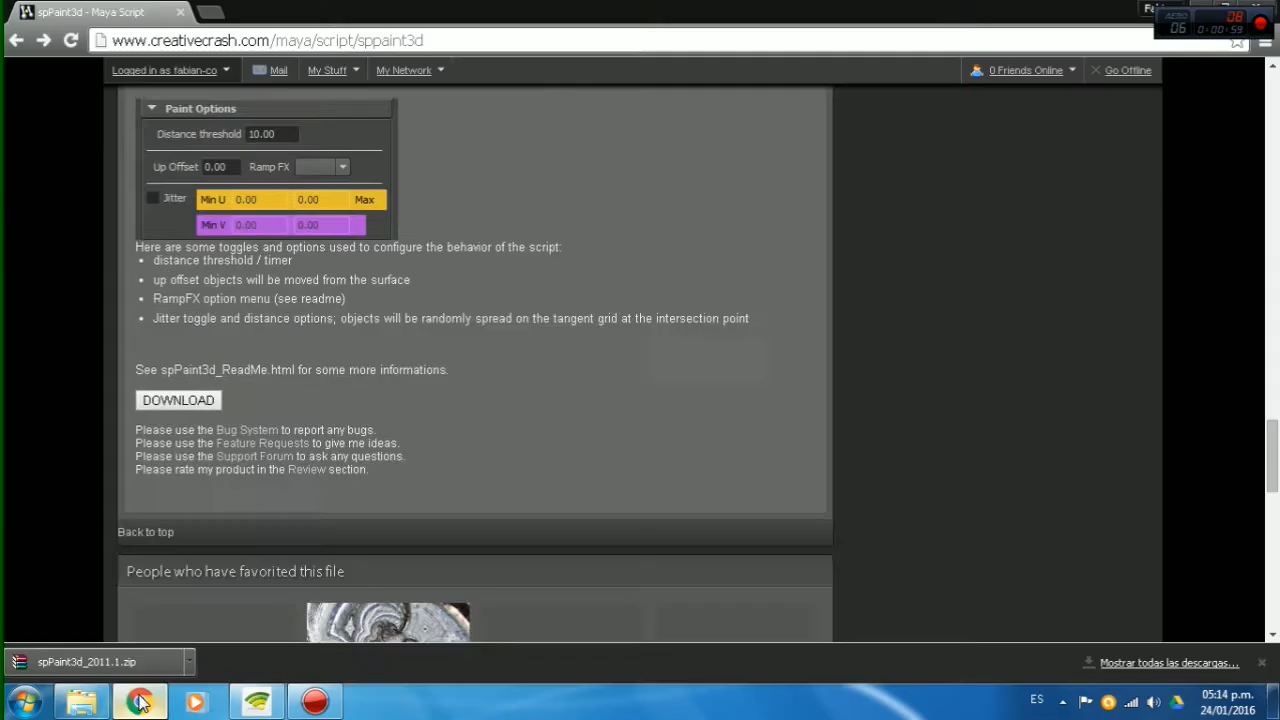 spPaint3d - Maya Script
AERO
06
08
0:00:59
www.creativecrash.com/maya/script/sppaint3d
Logged in as fabian-co Mail My Stuff My Network 0 Friends Online Go Offline
Paint Options
Distance threshold 10.00
Up Offset 0.00 Ramp FX
Jitter Min U 0.00 0.00 Max
Min V 0.00 0.00
Here are some toggles and options used to configure the behavior of the script:
• distance threshold / timer
• up offset objects will be moved from the surface
• RampFX option menu (see readme)
• Jitter toggle and distance options; objects will be randomly spread on the tangent grid at the intersection point
See spPaint3d_ReadMe.html for some more informations.
DOWNLOAD
Please use the Bug System to report any bugs.
Please use the Feature Requests to give me ideas.
Please use the Support Forum to ask any questions.
Please rate my product in the Review section.
Back to top
People who have favorited this file
spPaint3d_2011.1.zip
Mostrar todas las descargas...
ES
05:14 p.m.
24/01/2016